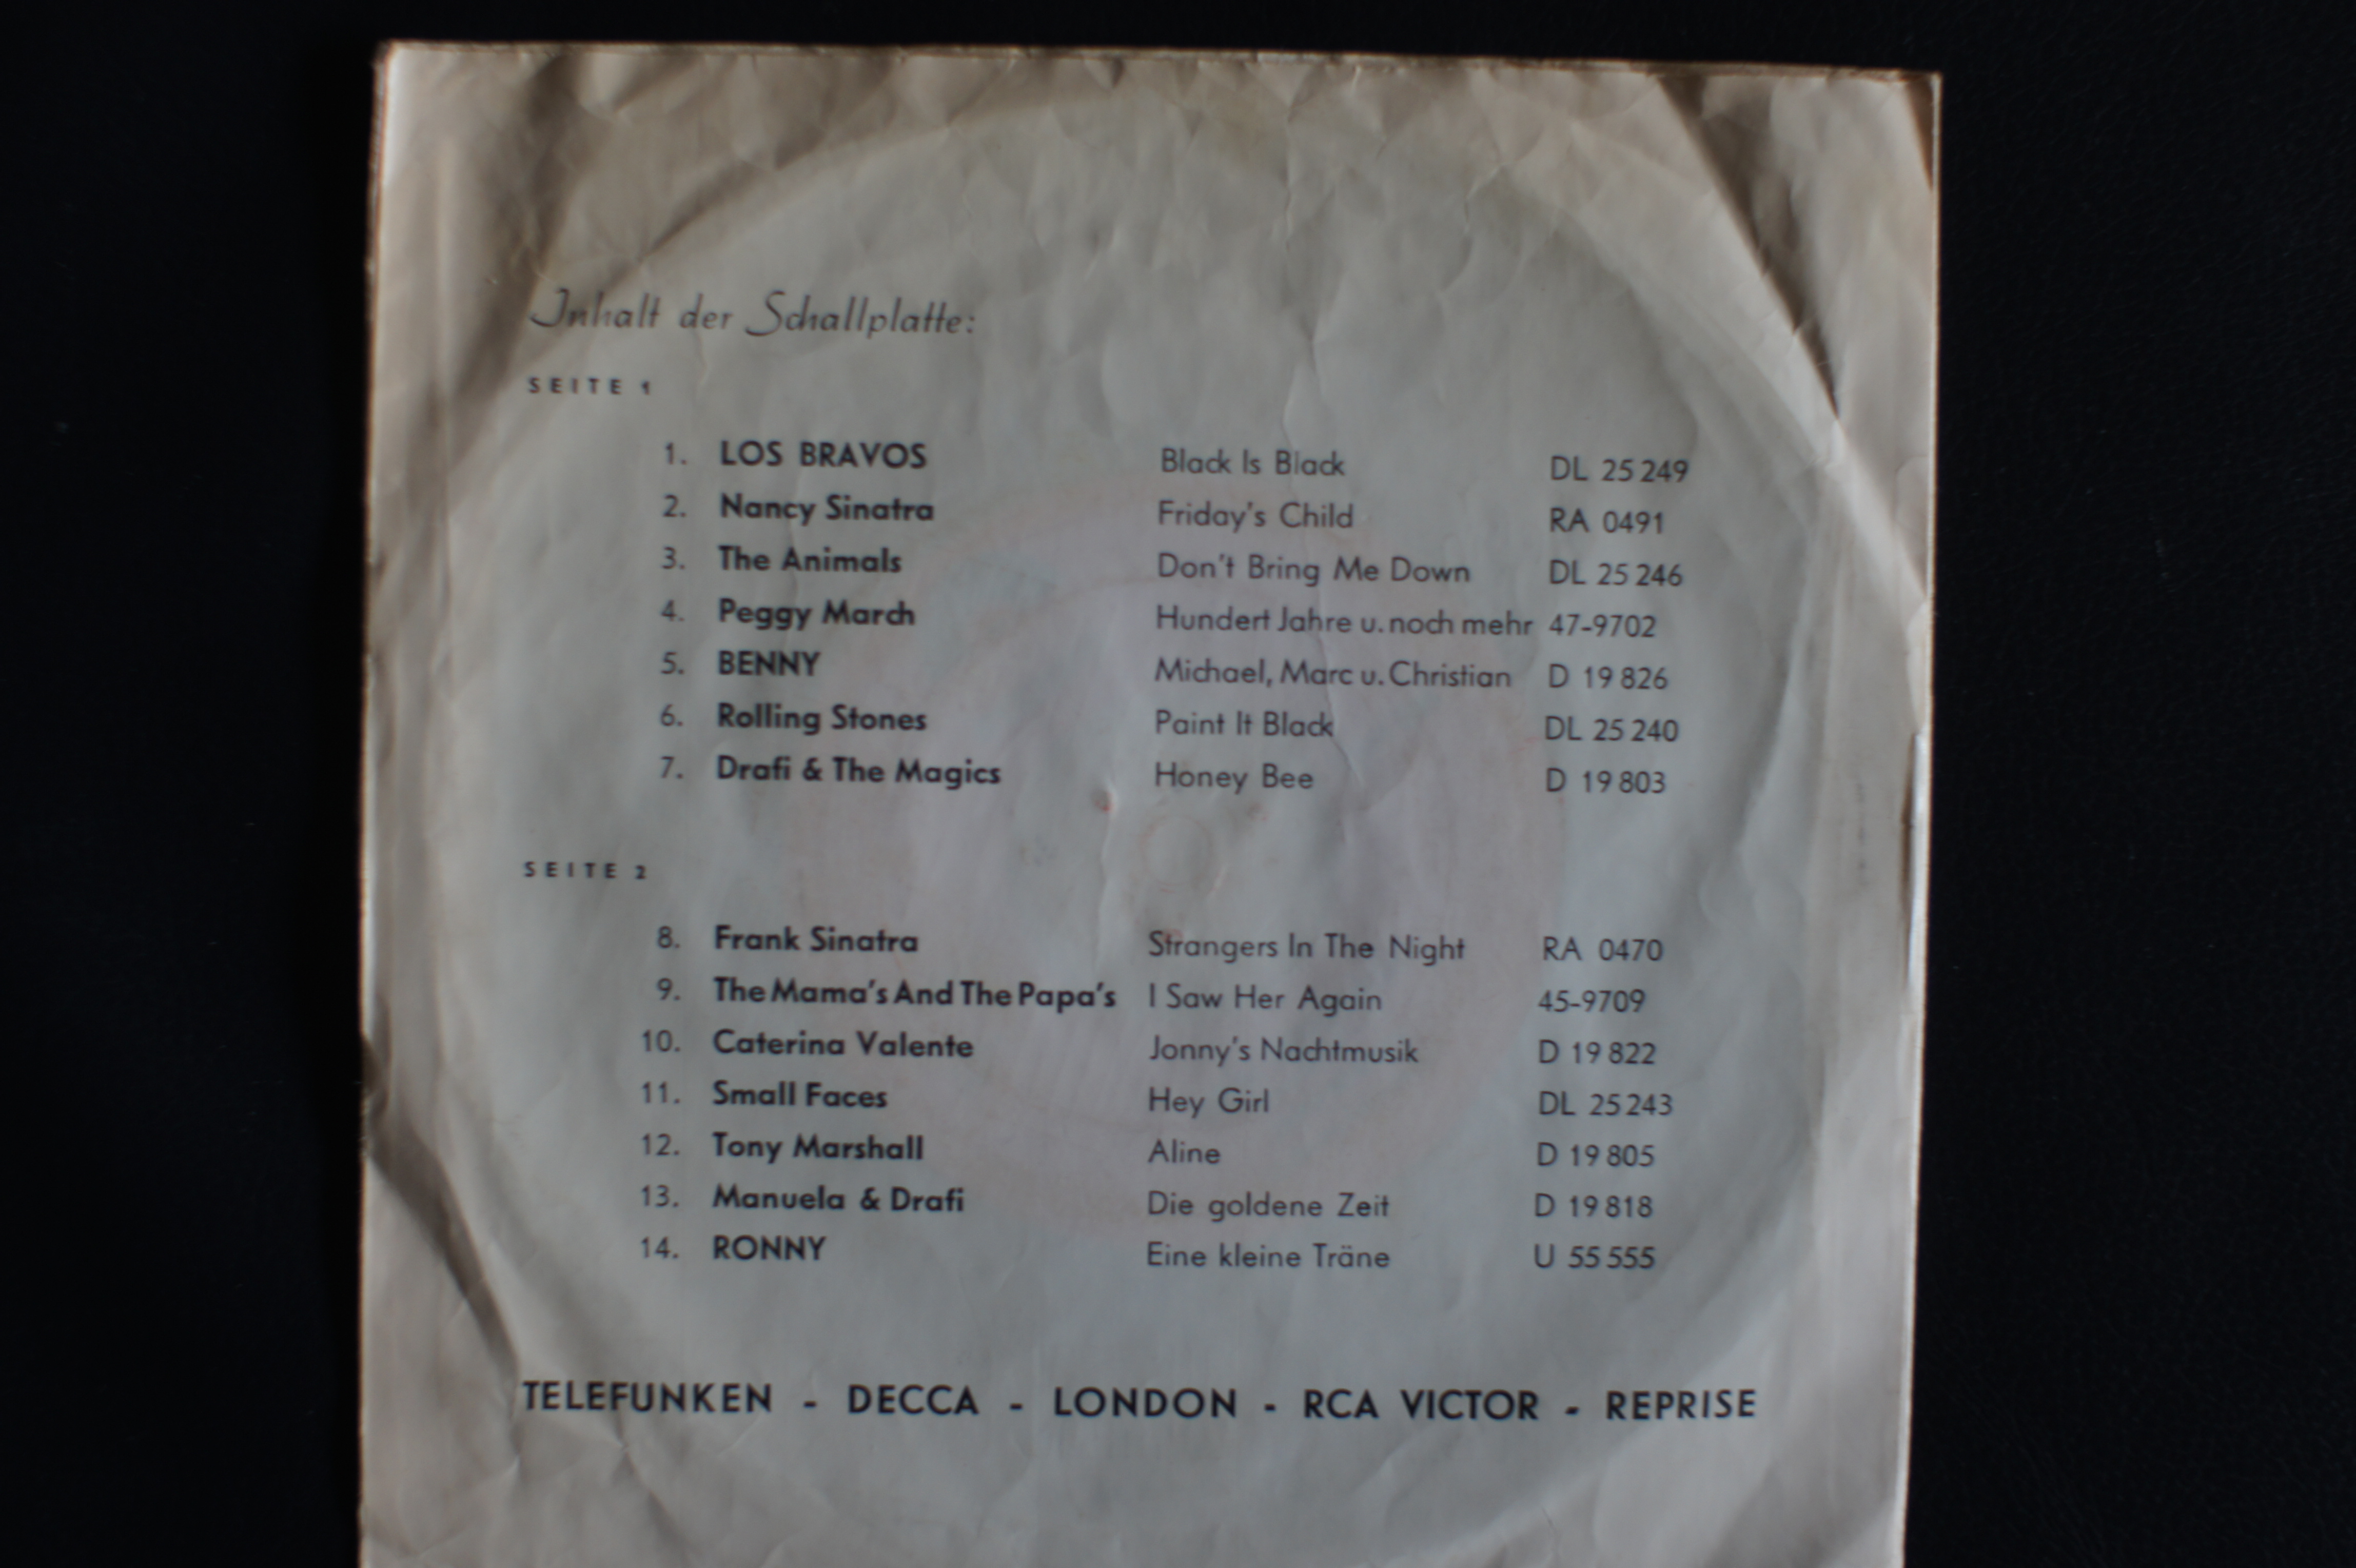 Inhalt der Schallplatte:
SEITE 1
1. LOS BRAVOS Black Is Black DL 25 249
2. Nancy Sinatra Friday's Child RA 0491
3. The Animals Don't Bring Me Down DL 25 246
4. Peggy March Hundert Jahre u. noch mehr 47-9702
5. BENNY Michael, Marc u. Christian D 19 826
6. Rolling Stones Paint It Black DL 25 240
7. Drafi & The Magics Honey Bee D 19 803
SEITE 2
8. Frank Sinatra Strangers In The Night RA 0470
9. The Mama's And The Papa's I Saw Her Again 45-9709
10. Caterina Valente Jonny's Nachtmusik D 19 822
11. Small Faces Hey Girl DL 25 243
12. Tony Marshall Aline D 19 805
13. Manuela & Drafi Die goldene Zeit D 19 818
14. RONNY Eine kleine Träne U 55 555
TELEFUNKEN - DECCA - LONDON - RCA VICTOR - REPRISE